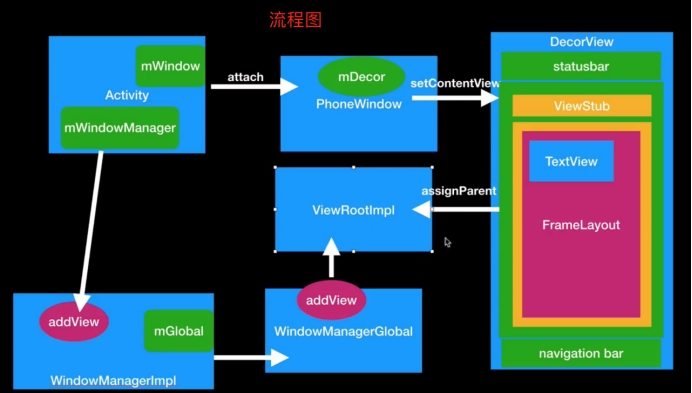 流程图
mWindow
Activity
mWindowManager
attach
mDecor
PhoneWindow
setContentView
DecorView
statusbar
ViewStub
TextView
FrameLayout
navigation bar
assignParent
ViewRootImpl
addView
mGlobal
WindowManagerImpl
addView
WindowManagerGlobal